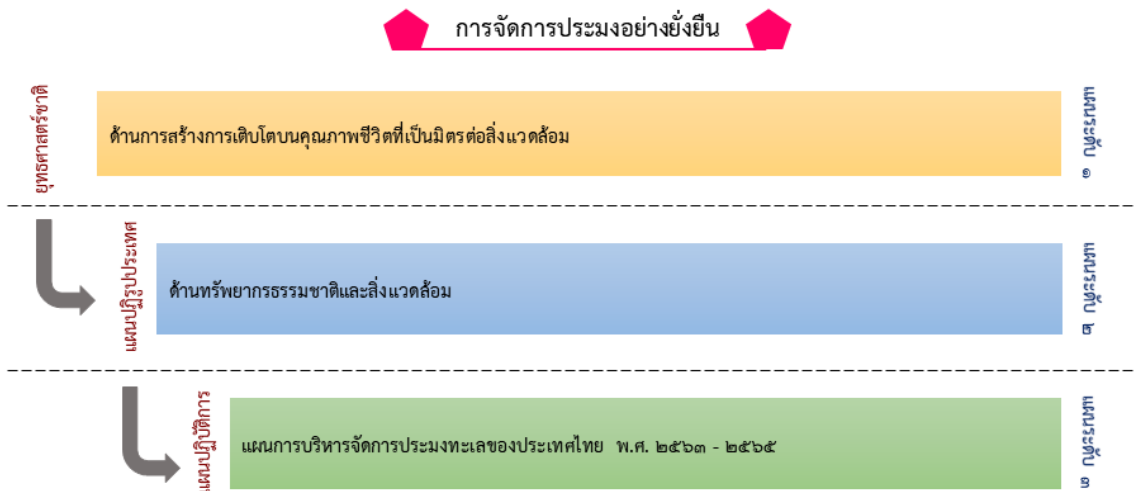 การจัดการประมงอย่างยั่งยืน
ยุทธศาสตร์ชาติ
ด้านการสร้างการเติบโตบนคุณภาพชีวิตที่เป็นมิตรต่อสิ่งแวดล้อม
แผนระดับ ๑
แผนปฏิรูปประเทศ
ด้านทรัพยากรธรรมชาติและสิ่งแวดล้อม
แผนระดับ ๒
แผนปฏิบัติการ
แผนการบริหารจัดการประมงทะเลของประเทศไทย พ.ศ. ๒๕๖๓ - ๒๕๖๕
แผนระดับ ๓